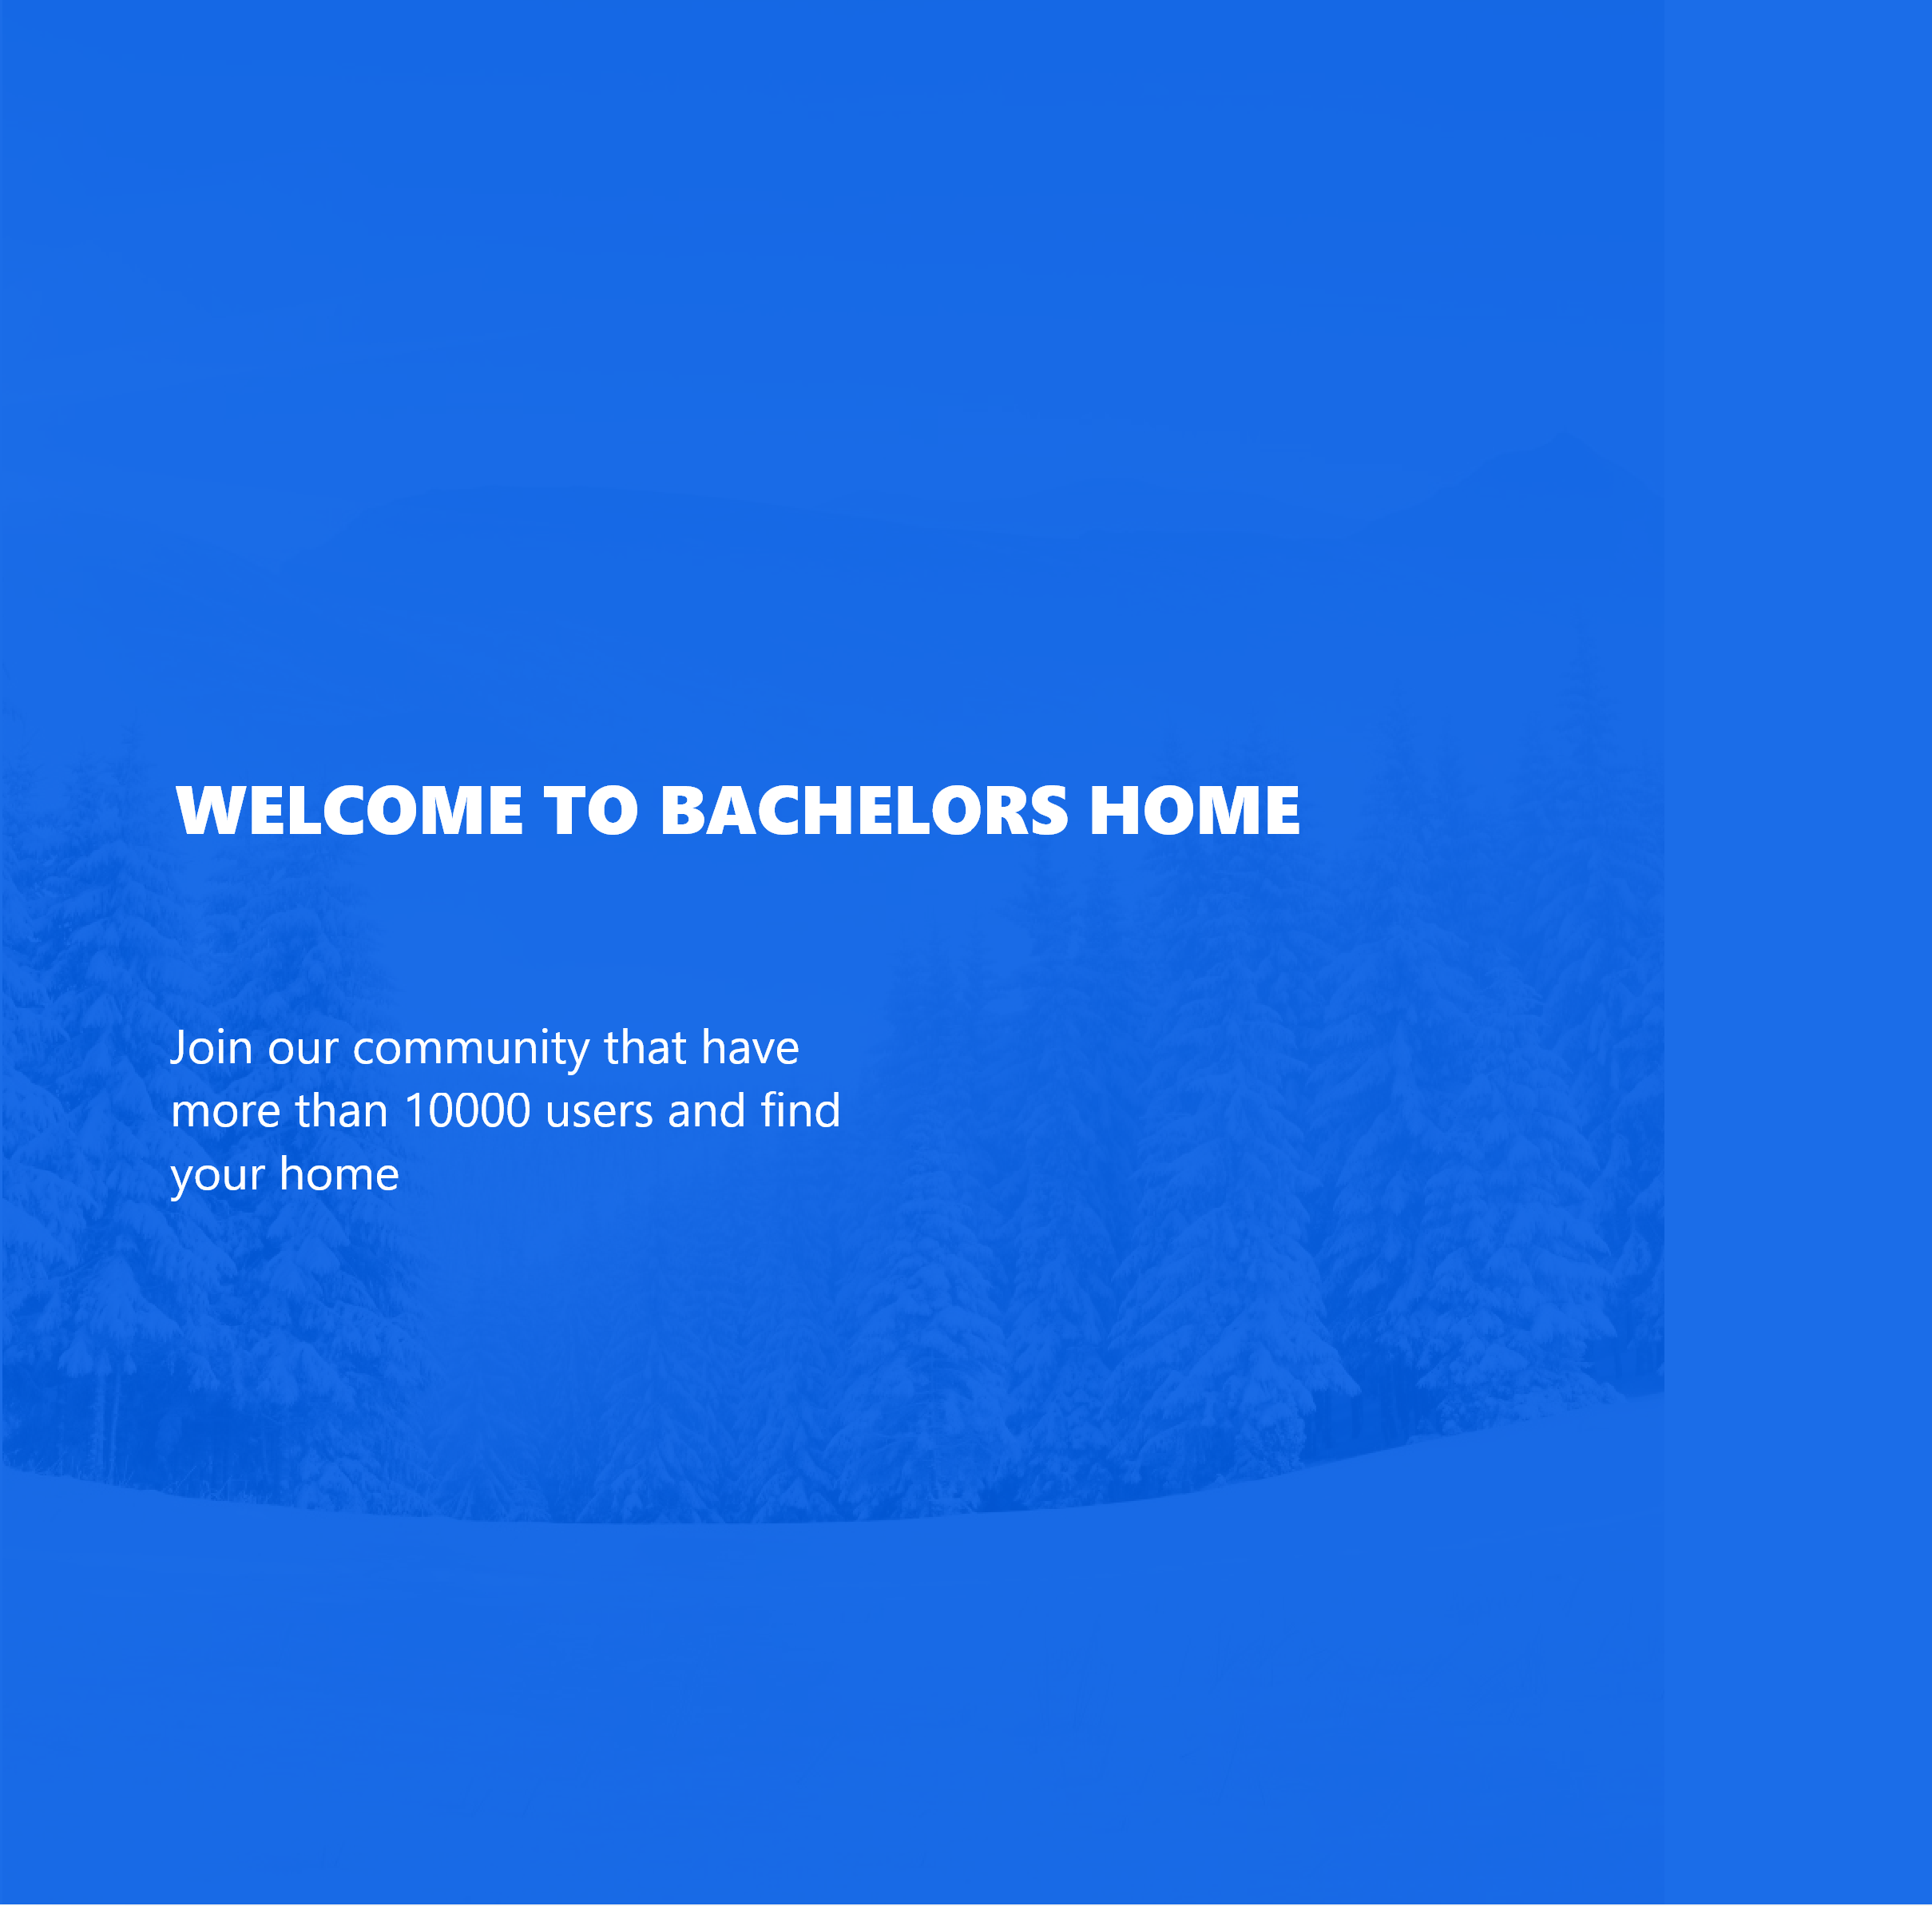 WELCOME TO BACHELORS HOME
Join our community that have
more than 10000 users and find
your home